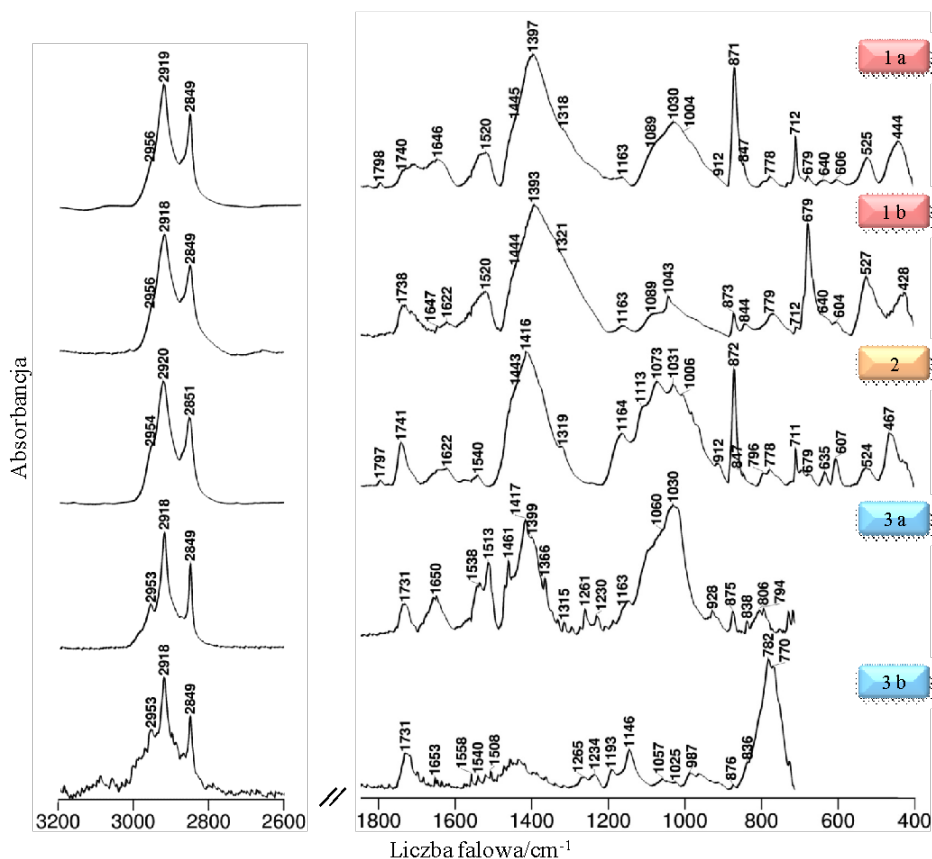 2956 2919 2849
1798 1740 1646 1520 1445 1397 1318 1163 1089 1030 1004 912 871 847 778 712 679 640 606 525 444
1 a
2956 2918 2849
1738 1647 1622 1520 1444 1393 1321 1163 1089 1043 873 844 779 712 679 640 604 527 428
1 b
2954 2920 2851
1797 1741 1622 1540 1443 1416 1319 1164 1113 1073 1031 1006 912 872 847 796 778 711 679 635 607 524 467
2
2953 2918 2849
1731 1650 1538 1513 1461 1417 1399 1366 1315 1261 1230 1163 1060 1030 928 875 838 806 794
3 a
2953 2918 2849
1731 1653 1558 1540 1508 1265 1234 1193 1146 1057 1025 987 876 836 782 770
3 b
Absorbancja
3200 3000 2800 2600 // 1800 1600 1400 1200 1000 800 600 400
Liczba falowa/cm⁻¹